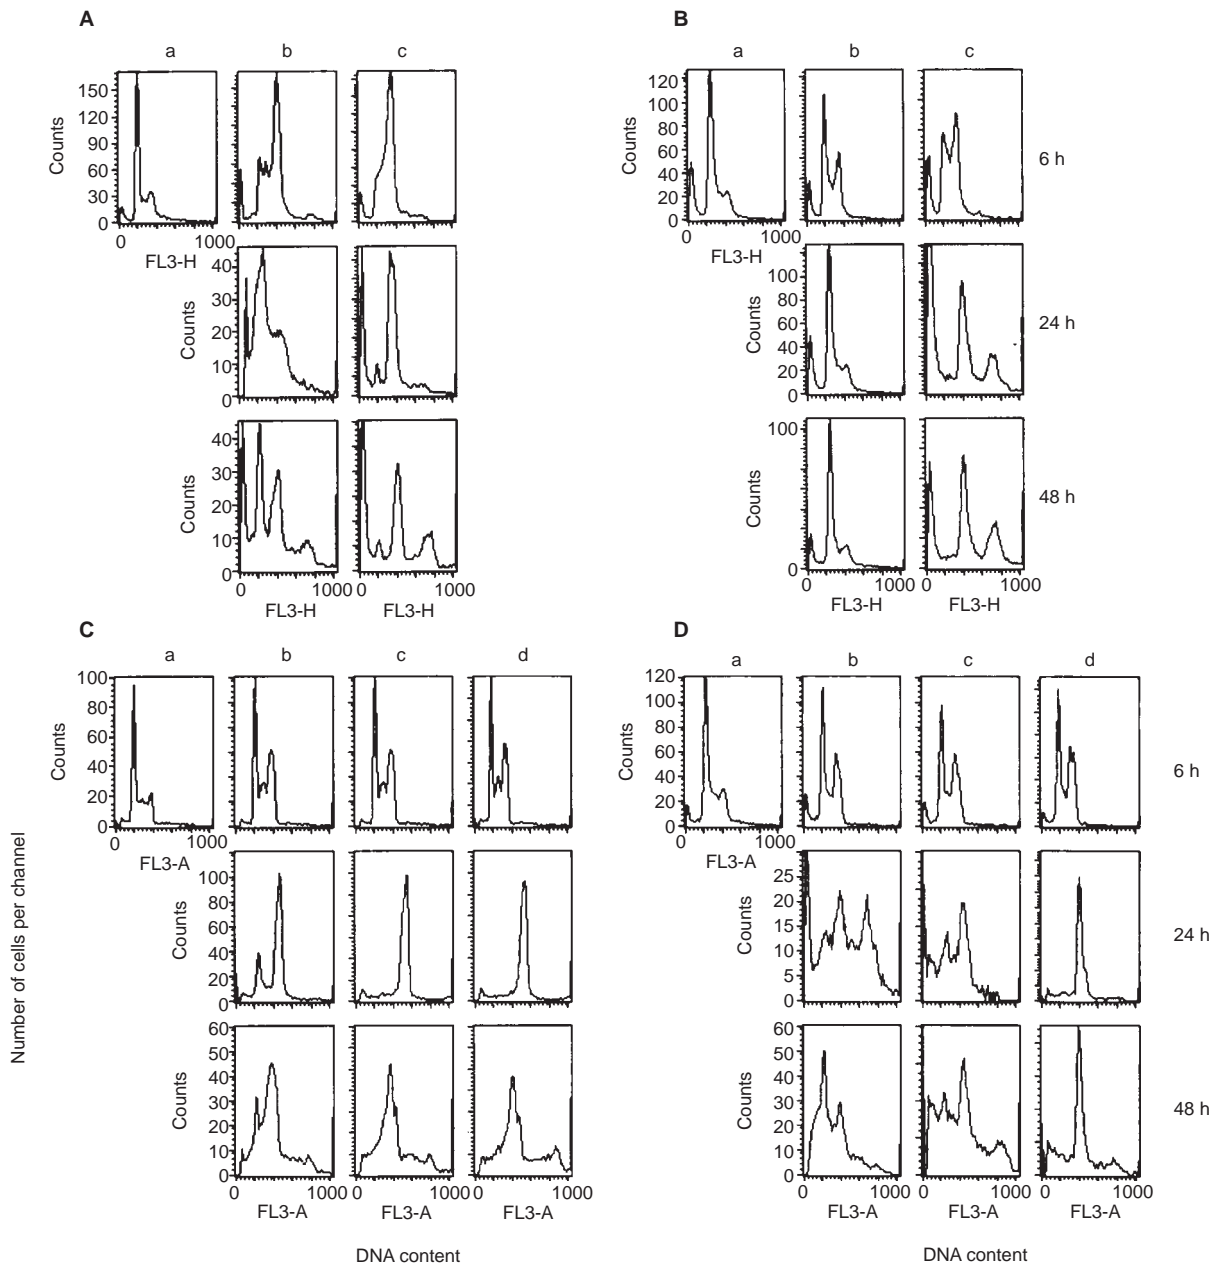 A
B
a b c
a b c
Counts
150
120
90
60
30
0
0 1000
FL3-H
Counts
120
100
80
60
40
20
0
0 1000
FL3-H
6 h
Counts
40
30
20
10
0
Counts
100
80
60
40
20
0
24 h
Counts
40
30
20
10
0
0 1000 0 1000
FL3-H FL3-H
Counts
100
0
0 1000 0 1000
FL3-H FL3-H
48 h
C
D
a b c d
a b c d
Counts
100
80
60
40
20
0
0 1000
FL3-A
Counts
120
100
80
60
40
20
0
0 1000
FL3-A
6 h
Counts
100
80
60
40
20
0
Counts
25
20
15
10
5
0
24 h
Counts
60
50
40
30
20
10
0
0 1000 0 1000 0 1000
FL3-A FL3-A FL3-A
Counts
60
50
40
30
20
10
0
0 1000 0 1000 0 1000
FL3-A FL3-A FL3-A
48 h
Number of cells per channel
DNA content
DNA content